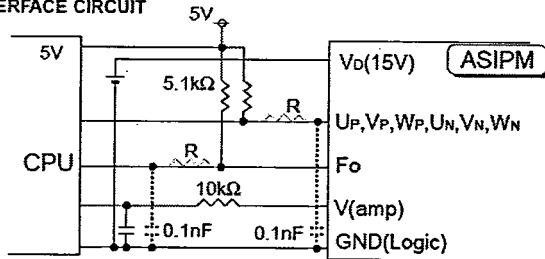 ERFACE CIRCUIT
5V
5V
VD(15V)
ASIPM
5.1kΩ
R
UP,VP,WP,UN,VN,WN
CPU
R
Fo
10kΩ
V(amp)
0.1nF
0.1nF
GND(Logic)